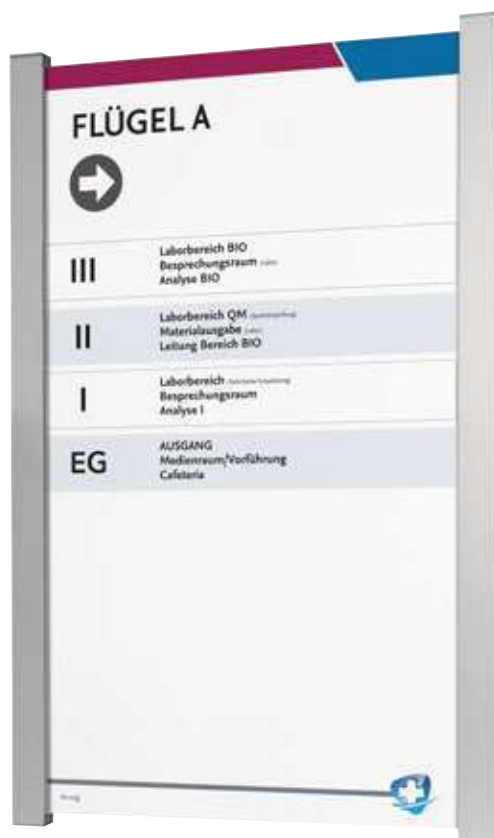 FLÜGEL A
III
Laborbereich BIO
Besprechungsraum
Analyse BIO
II
Laborbereich QM
Materialausgabe
Leitung Bereich BIO
I
Laborbereich
Besprechungsraum
Analyse I
EG
AUSGANG
Medienraum/Vorführung
Cafeteria